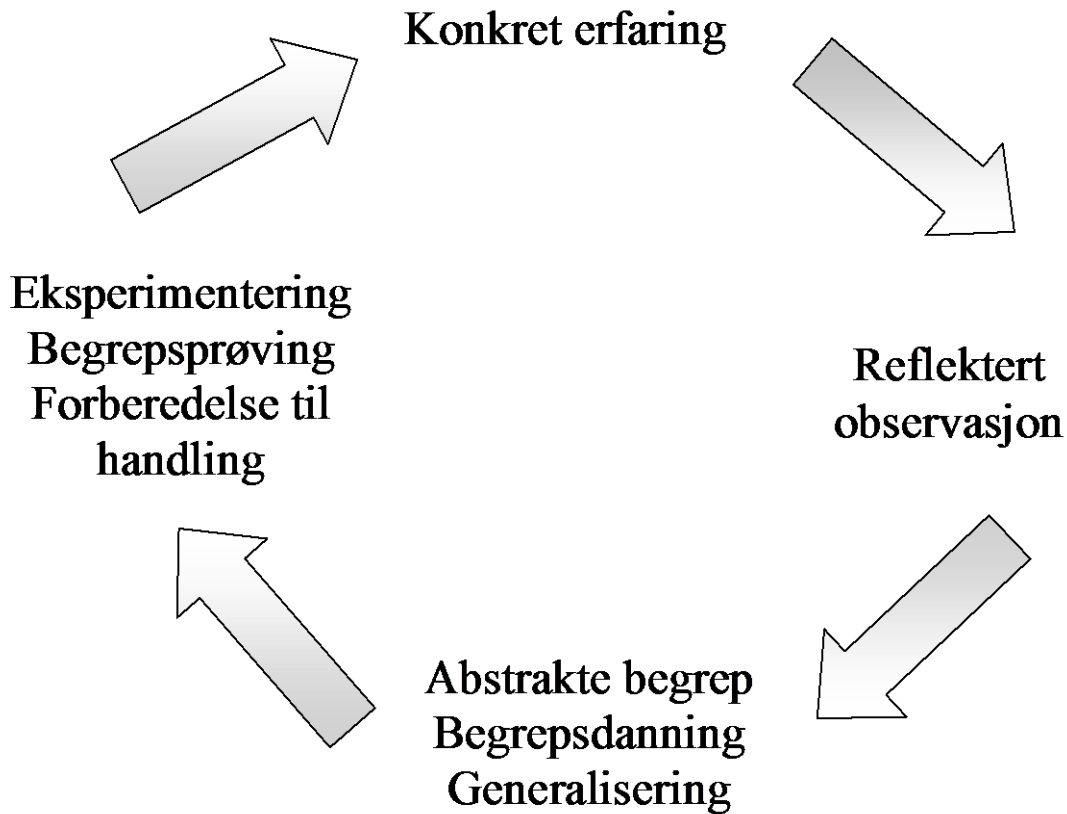 Konkret erfaring
Reflektert
observasjon
Abstrakte begrep
Begrepsdanning
Generalisering
Eksperimentering
Begrepsprøving
Forberedelse til
handling